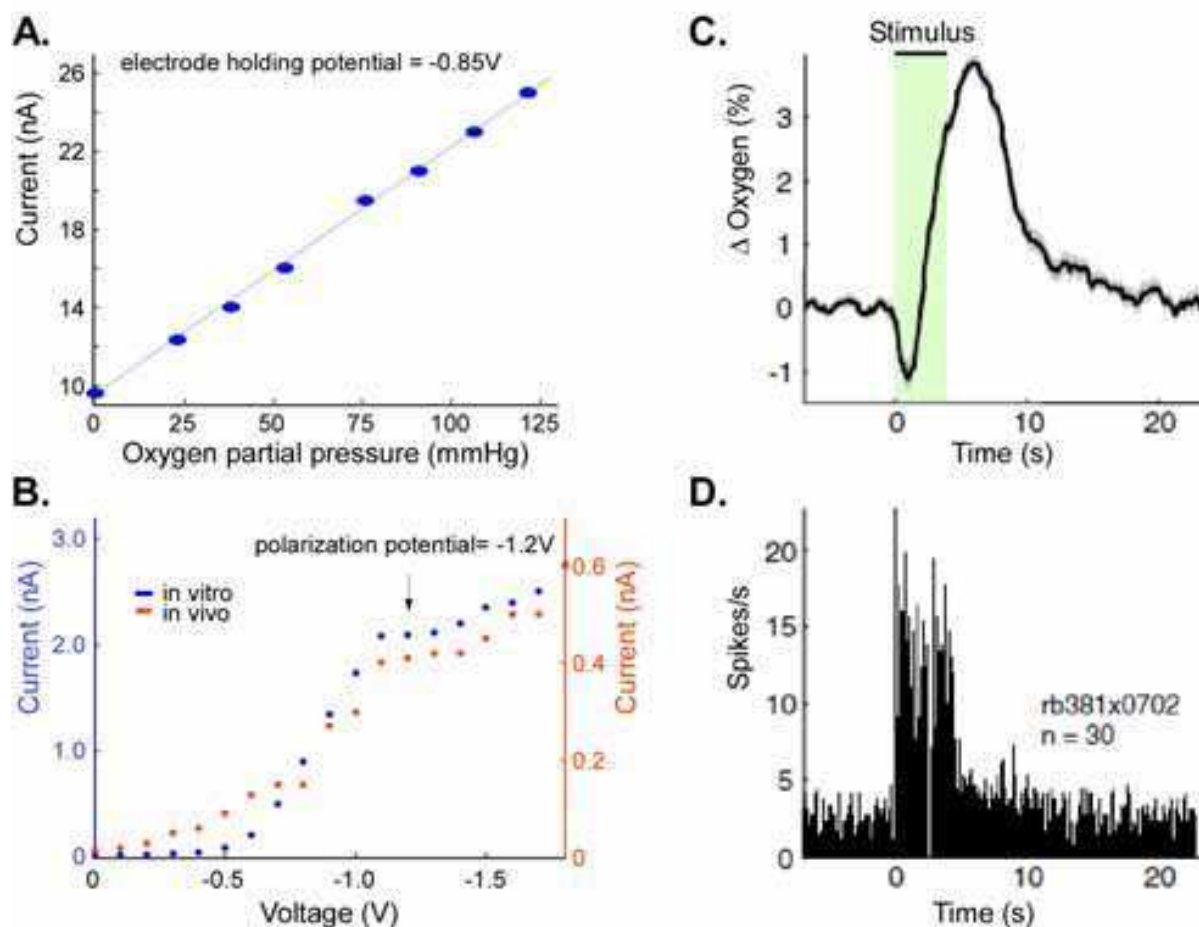 A.
electrode holding potential = -0.85V
Current (nA)
26
22
18
14
10
0 25 50 75 100 125
Oxygen partial pressure (mmHg)
B.
polarization potential= -1.2V
in vitro
in vivo
Current (nA)
3.0
2.0
1.0
0
Current (nA)
0.6
0.4
0.2
0
0 -0.5 -1.0 -1.5
Voltage (V)
C.
Stimulus
Δ Oxygen (%)
3
2
1
0
-1
0 10 20
Time (s)
D.
Spikes/s
20
15
10
5
0
rb381x0702
n = 30
0 10 20
Time (s)